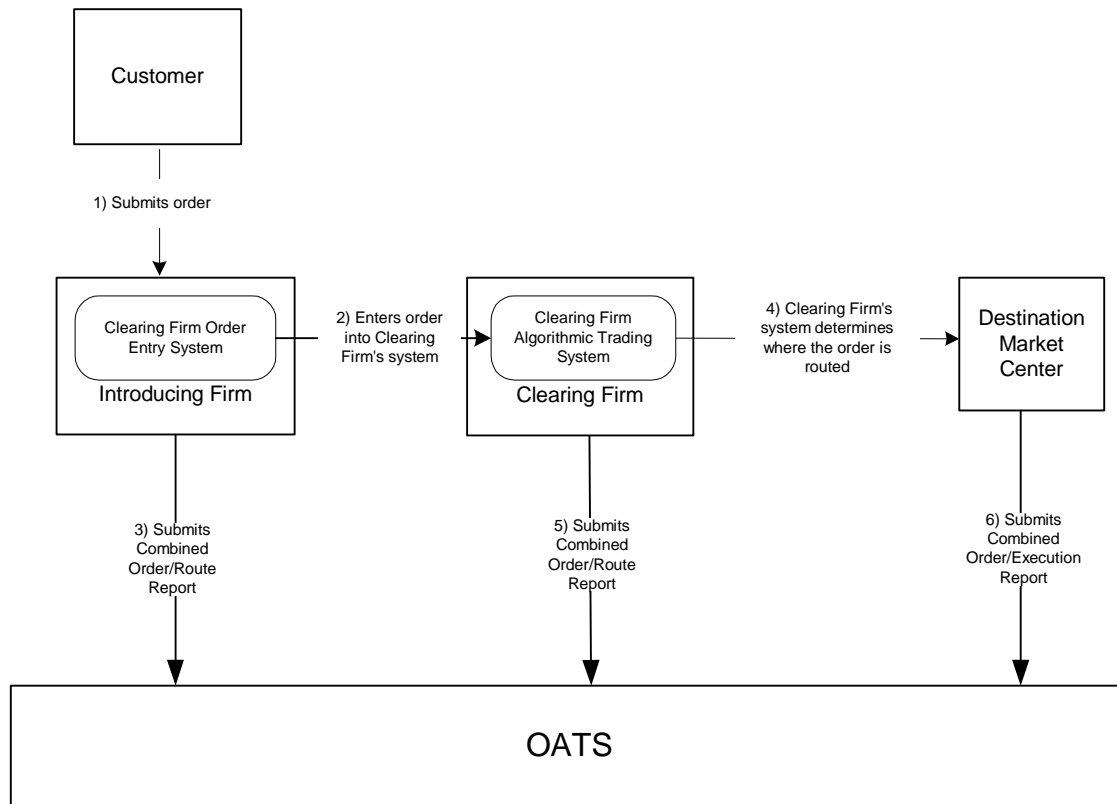 Customer
1) Submits order
Clearing Firm Order
Entry System
Introducing Firm
2) Enters order
into Clearing
Firm's system
Clearing Firm
Algorithmic Trading
System
Clearing Firm
4) Clearing Firm's
system determines
where the order is
routed
Destination
Market
Center
3) Submits
Combined
Order/Route
Report
5) Submits
Combined
Order/Route
Report
6) Submits
Combined
Order/Execution
Report
OATS